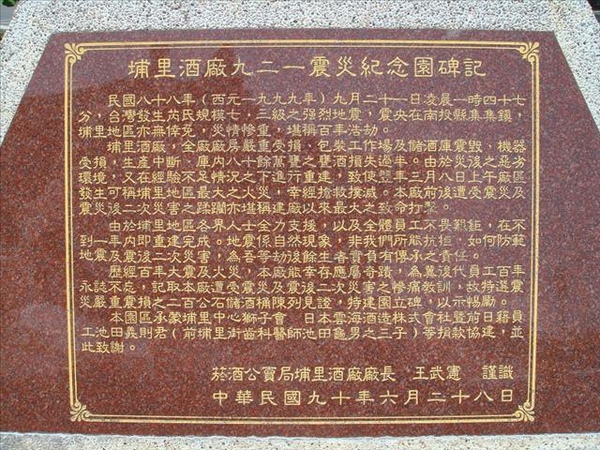 埔里酒廠九二一震災紀念園碑記
民國八十八年（西元一九九九年）九月二十一日凌晨一時四十七
分，台灣發生芮氏規模七、三級之強烈地震，震央在南投縣集集鎮，
埔里地區亦無倖免，災情慘重，堪稱百年浩劫。
埔里酒廠，全廠廠房嚴重受損、包裝工作場及儲酒庫震毀、機器
受損，生產中斷、庫內八十餘萬甕之甕酒損失過半。由於災後之惡劣
環境，又在經驗不足情況之下進行重建，致使翌年三月八日上午廠區
發生可稱埔里地區最大之火災，幸經搶救撲滅。本廠前後遭受震災及
震災後二次災害之蹂躪亦堪稱建廠以來最大之致命打擊。
由於埔里地區各界人士全力支援，以及全體員工不畏艱鉅，在不
到一年內即重建完成。地震係自然現象，非我們所能抗拒，如何防範
地震及震後二次災害，為吾等劫後餘生者責負有傳承之責任。
歷經百年大震及火災，本廠能幸存應屬奇蹟，為冀後代員工百年
永誌不忘，記取本廠遭受震災及震後二次災害之慘痛教訓，故特選震
災嚴重震損之二百公石儲酒桶陳列見證，特建園立碑，以示惕勵。
本園區承蒙埔里中心獅子會、日本雲海酒造株式會社暨前日本籍員
工池田義則君（前埔里街齒科醫師池田龜男之三子）等捐款協建，並
此致謝。
菸酒公賣局埔里酒廠廠長 王武憲 謹識
中華民國九十年六月二十八日